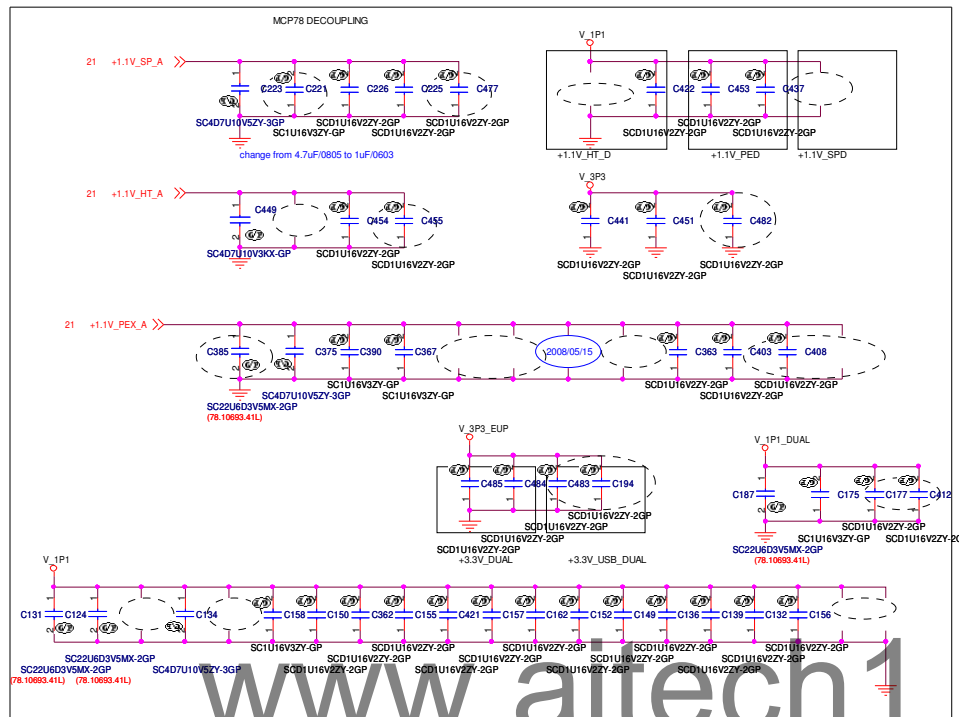 MCP78 DECOUPLING
21 +1.1V_SP_A
C223 C221 C226 C225 C477
SC4D7U10V5ZY-3GP
SC1U16V3ZY-GP
SCD1U16V2ZY-2GP
SCD1U16V2ZY-2GP
SCD1U16V2ZY-2GP
change from 4.7uF/0805 to 1uF/0603
V_1P1
C422 C453 C437
SCD1U16V2ZY-2GP
SCD1U16V2ZY-2GP
SCD1U16V2ZY-2GP
+1.1V_HT_D
+1.1V_PED
+1.1V_SPD
21 +1.1V_HT_A
C449 C454 C455
SC4D7U10V3KX-GP
SCD1U16V2ZY-2GP
SCD1U16V2ZY-2GP
V_3P3
C441 C451 C482
SCD1U16V2ZY-2GP
SCD1U16V2ZY-2GP
SCD1U16V2ZY-2GP
21 +1.1V_PEX_A
C385 C375 C390 C367
2008/05/15
C363 C403 C408
SC22U6D3V5MX-2GP
(78.10693.41L)
SC4D7U10V5ZY-3GP
SC1U16V3ZY-GP
SC1U16V3ZY-GP
SCD1U16V2ZY-2GP
SCD1U16V2ZY-2GP
SCD1U16V2ZY-2GP
V_3P3_EUP
C485 C484 C483 C194
SCD1U16V2ZY-2GP
SCD1U16V2ZY-2GP
SCD1U16V2ZY-2GP
SCD1U16V2ZY-2GP
+3.3V_DUAL
+3.3V_USB_DUAL
V_1P1_DUAL
C187 C175 C177 C412
SC22U6D3V5MX-2GP
(78.10693.41L)
SC1U16V3ZY-GP
SCD1U16V2ZY-2GP
SCD1U16V2ZY-2G
V_1P1
C131 C124 C134 C158 C150 C362 C155 C421 C157 C162 C152 C149 C136 C139 C132 C156
SC22U6D3V5MX-2GP
(78.10693.41L)
SC22U6D3V5MX-2GP
(78.10693.41L)
SC4D7U10V5ZY-3GP
SC1U16V3ZY-GP
SCD1U16V2ZY-2GP
SCD1U16V2ZY-2GP
SCD1U16V2ZY-2GP
SCD1U16V2ZY-2GP
SCD1U16V2ZY-2GP
SCD1U16V2ZY-2GP
SCD1U16V2ZY-2GP
SCD1U16V2ZY-2GP
SCD1U16V2ZY-2GP
SCD1U16V2ZY-2GP
SCD1U16V2ZY-2GP
SCD1U16V2ZY-2GP
www.aitech1